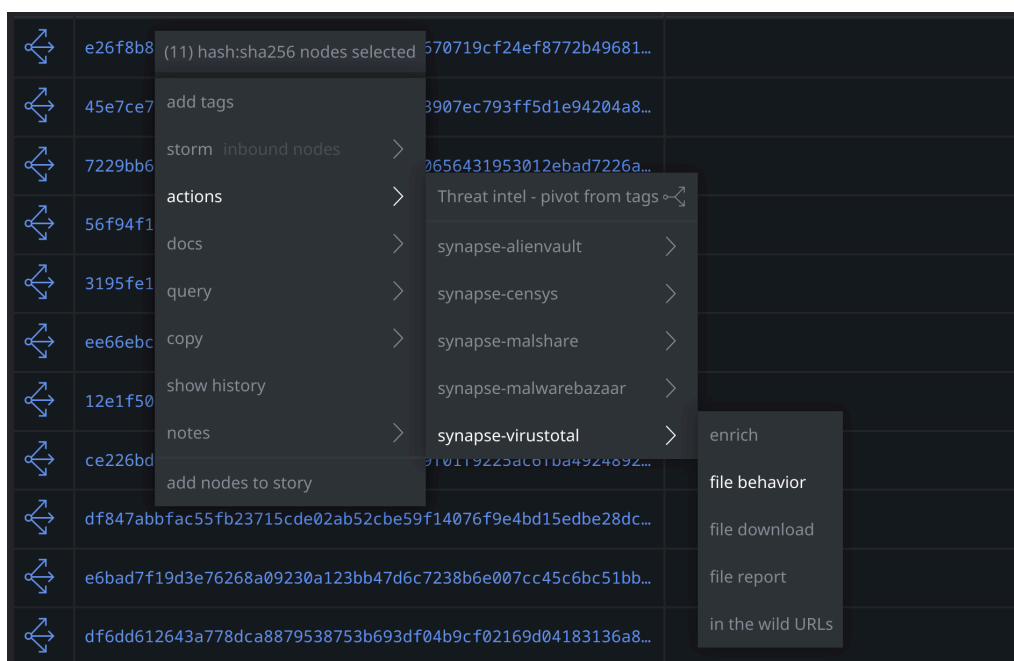 e26f8b8
(11) hash:sha256 nodes selected
670719cf24ef8772b49681…
add tags
45e7ce7
3907ec793ff5d1e94204a8…
storm inbound nodes
7229bb6
0656431953012ebad7226a…
actions
Threat intel - pivot from tags
56f94f1
docs
synapse-alienvault
3195fe1
query
synapse-censys
ee66ebc
copy
synapse-malshare
show history
synapse-malwarebazaar
12e1f50
notes
synapse-virustotal
enrich
ce226bd
9f01f9225ac6fba4924892…
add nodes to story
file behavior
df847abbfac55fb23715cde02ab52cbe59f14076f9e4bd15edbe28dc…
file download
e6bad7f19d3e76268a09230a123bb47d6c7238b6e007cc45c6bc51bb…
file report
df6dd612643a778dca8879538753b693df04b9cf02169d04183136a8…
in the wild URLs